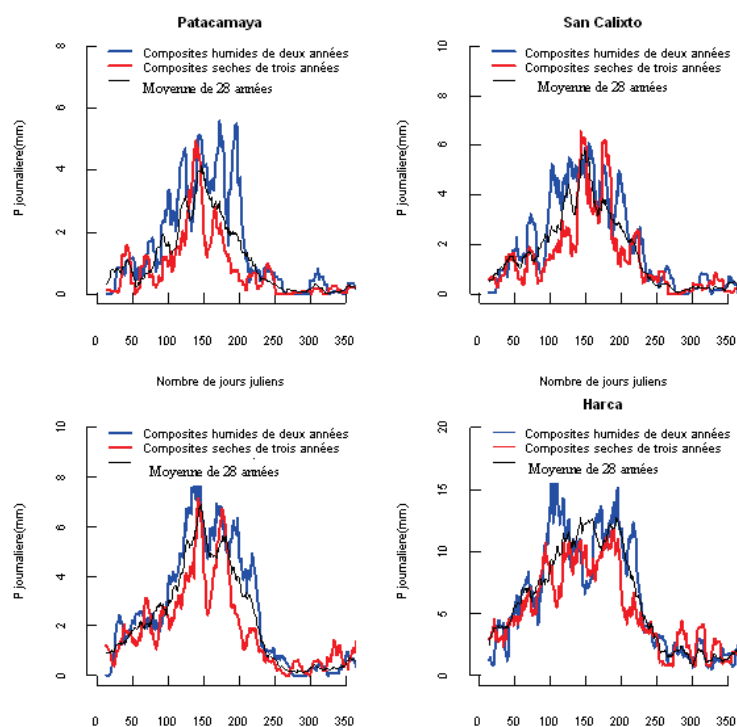 Patacamaya
8
6
4
2
0
P journaliere(mm)
Composites humides de deux années
Composites seches de trois années
Moyenne de 28 années
0 50 100 150 200 250 300 350
Nombre de jours juliens
San Calixto
10
8
6
4
2
0
P journaliere(mm)
Composites humides de deux années
Composites seches de trois années
Moyenne de 28 années
0 50 100 150 200 250 300 350
Nombre de jours juliens
10
8
6
4
2
0
P journaliere(mm)
Composites humides de deux années
Composites seches de trois années
Moyenne de 28 années
0 50 100 150 200 250 300 350
Harca
20
15
10
5
0
P journaliere(mm)
Composites humides de deux années
Composites seches de trois années
Moyenne de 28 années
0 50 100 150 200 250 300 350